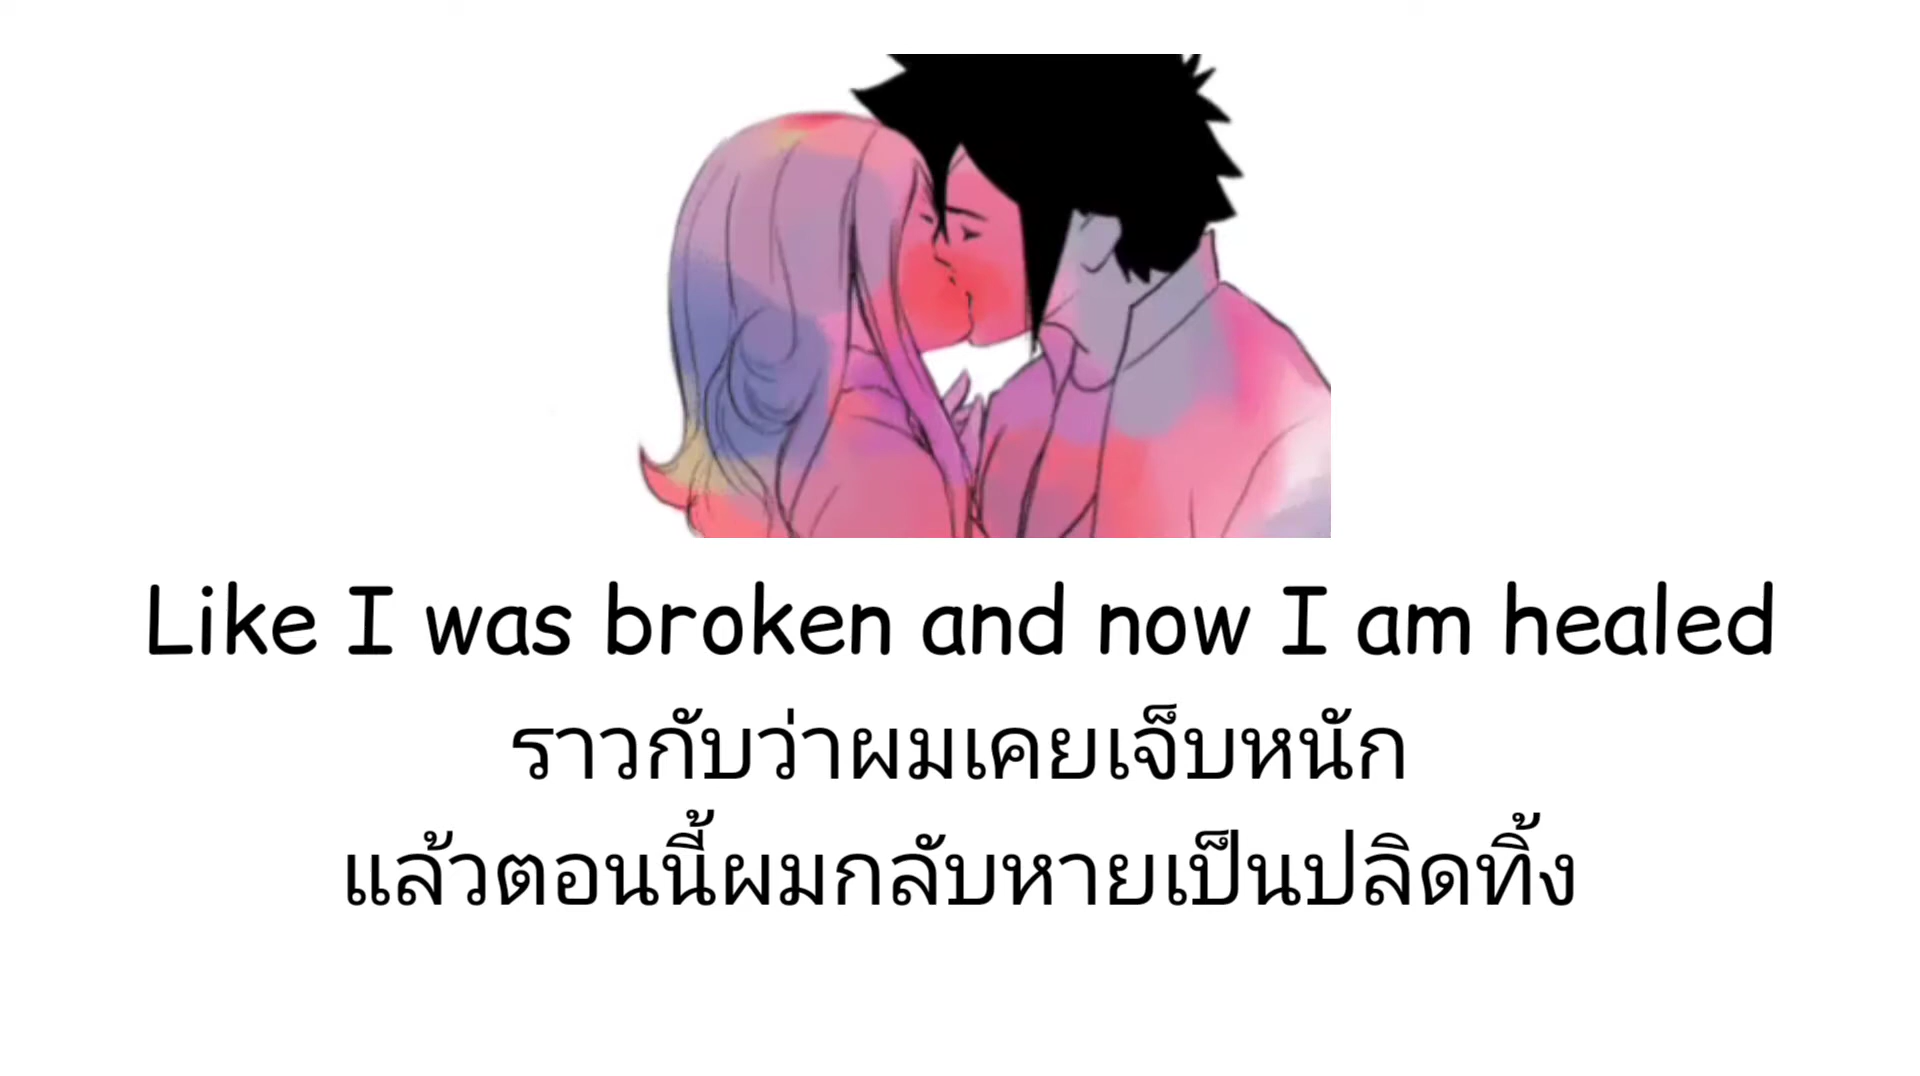 Like I was broken and now I am healed
ราวกับว่าผมเคยเจ็บหนัก
แล้วตอนนี้ผมกลับหายเป็นปลิดทิ้ง